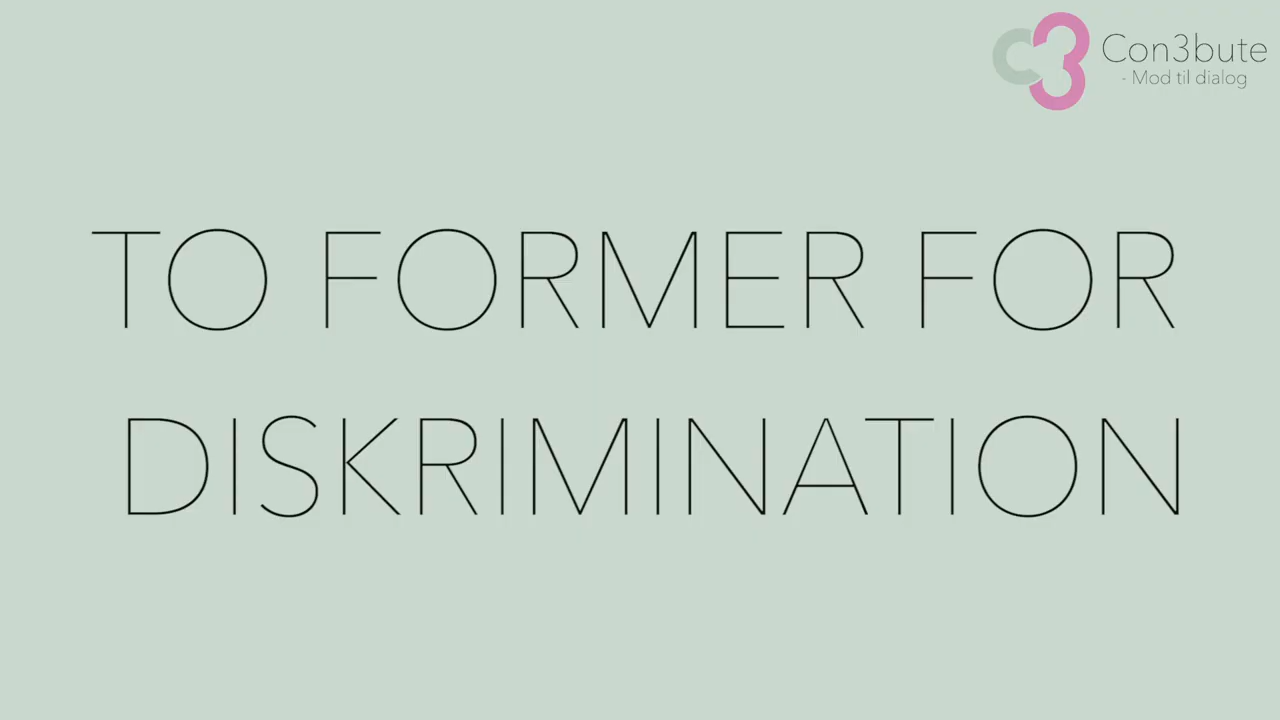 Con3bute
- Mod til dialog
TO FORMER FOR
DISKRIMINATION